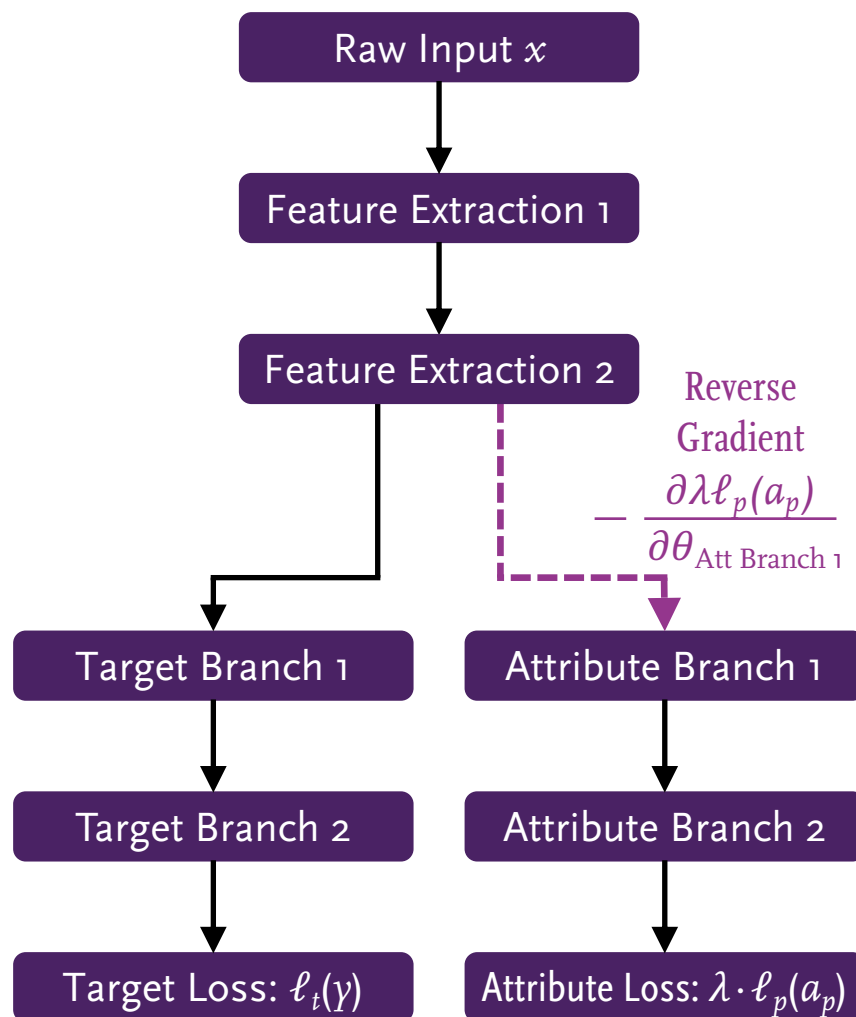 Raw Input x
Feature Extraction 1
Feature Extraction 2
Reverse
Gradient
− ∂λℓₚ(aₚ)
∂θ Att Branch 1
Target Branch 1
Attribute Branch 1
Target Branch 2
Attribute Branch 2
Target Loss: ℓₜ(y)
Attribute Loss: λ · ℓₚ(aₚ)